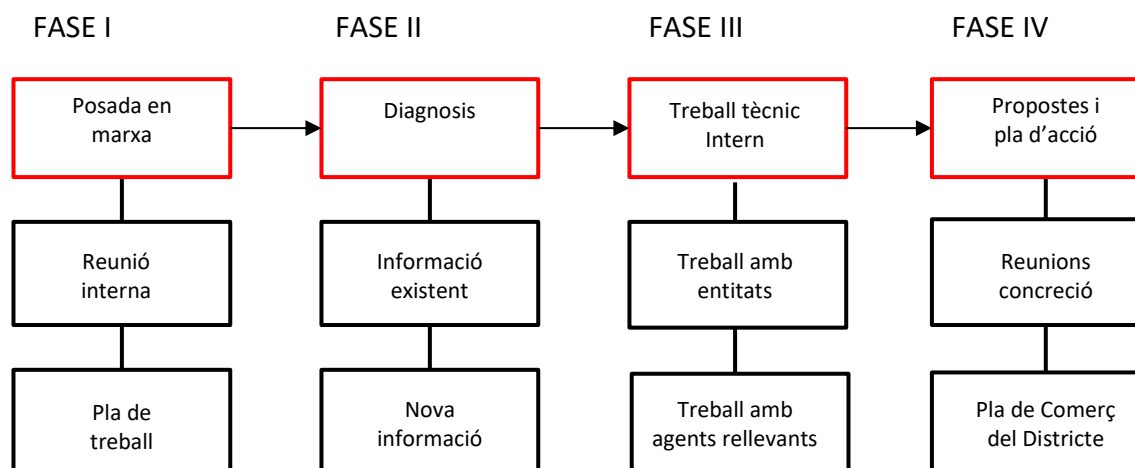 FASE I
FASE II
FASE III
FASE IV
Posada en
marxa
Diagnosis
Treball tècnic
Intern
Propostes i
pla d’acció
Reunió
interna
Informació
existent
Treball amb
entitats
Reunions
concreció
Pla de
treball
Nova
informació
Treball amb
agents rellevants
Pla de Comerç
del Districte